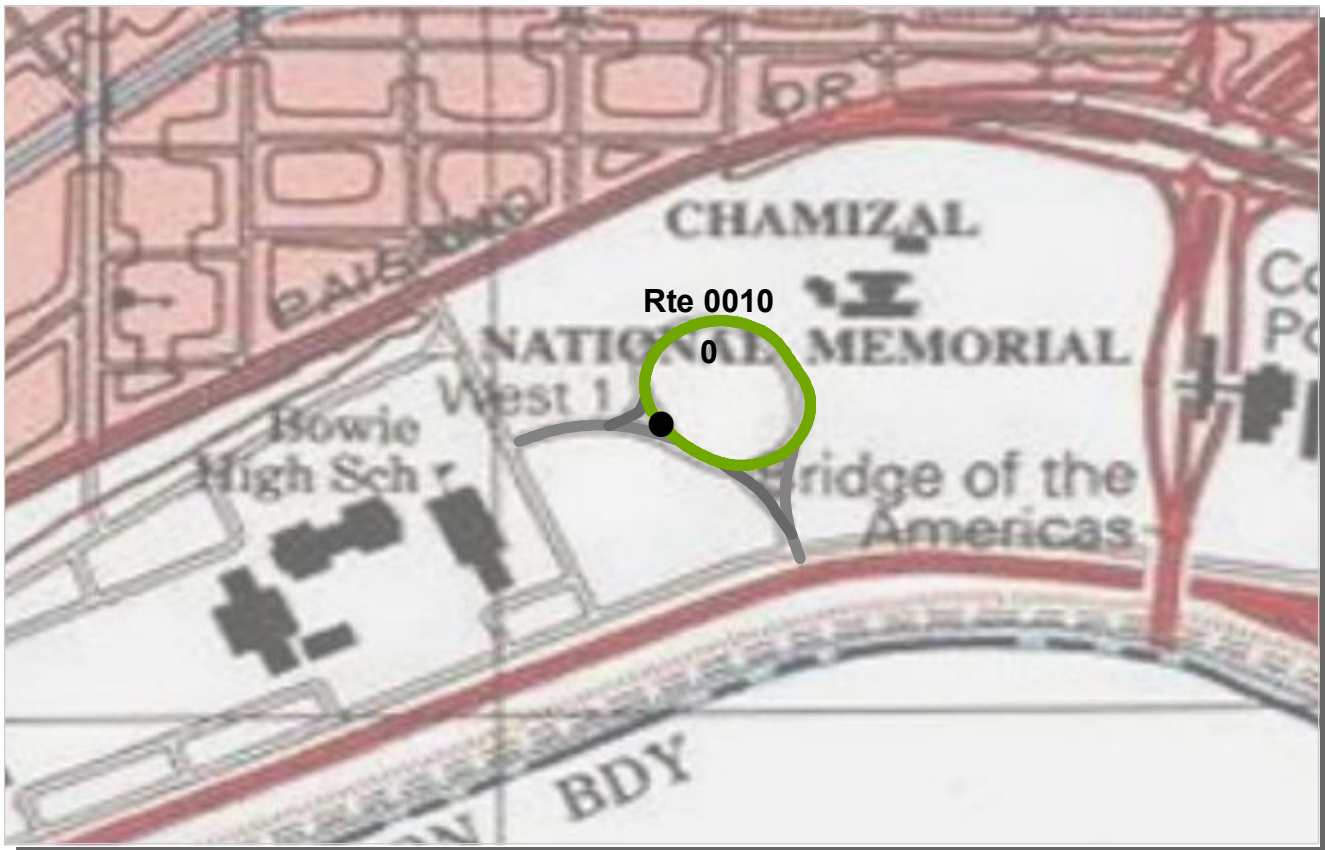 DR
PAISANO
CHAMIZAL
Rte 0010
0
NATIONAL MEMORIAL
West 1
Bowie
High Sch
Bridge of the
Americas
BDY